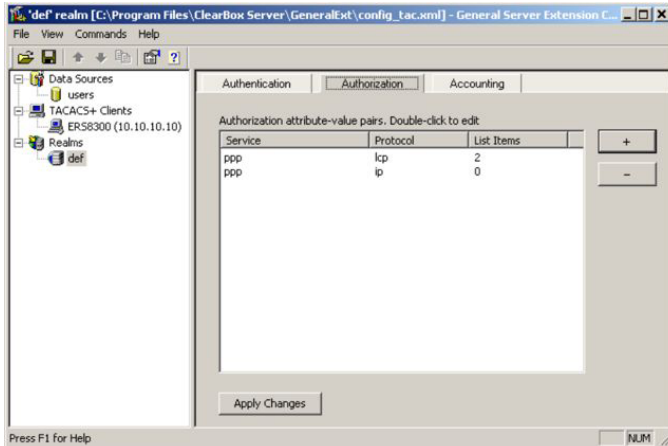 'def' realm [C:\Program Files\ClearBox Server\GeneralExt\config_tac.xml] - General Server Extension C...
File View Commands Help
Data Sources
users
TACACS+ Clients
ERS8300 (10.10.10.10)
Realms
def
Authentication Authorization Accounting
Authorization attribute-value pairs. Double-click to edit
Service Protocol List Items
ppp lcp 2
ppp ip 0
+
-
Apply Changes
Press F1 for Help NUM